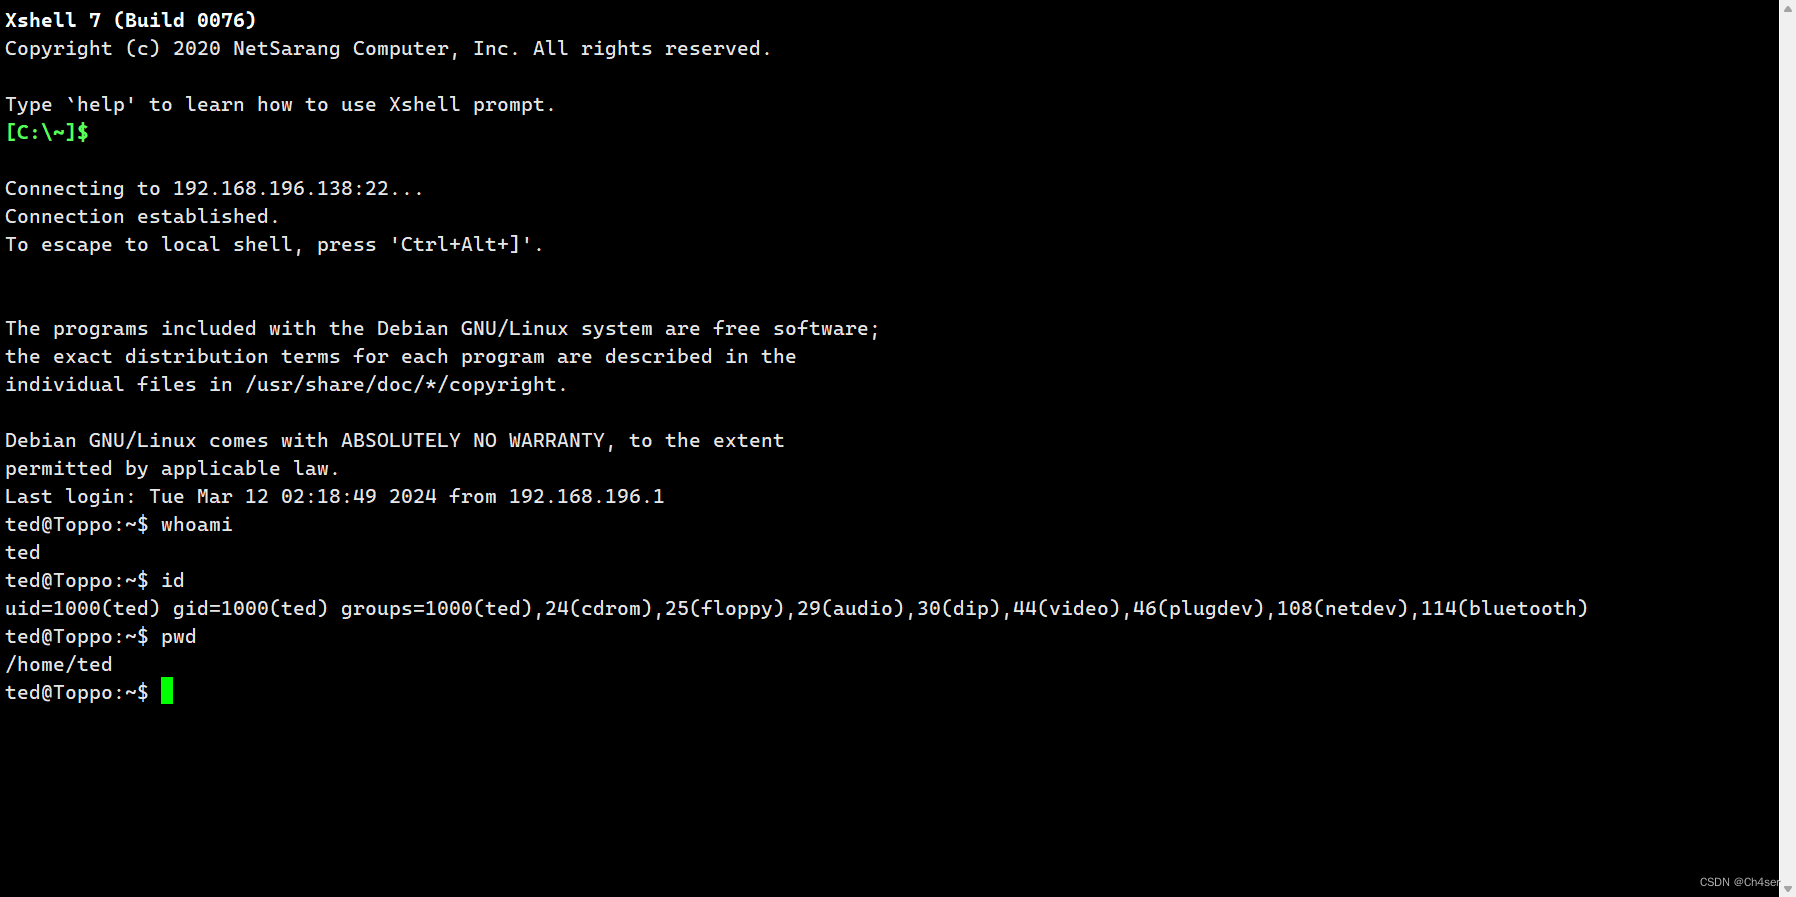 Xshell 7 (Build 0076)
Copyright (c) 2020 NetSarang Computer, Inc. All rights reserved.
Type `help' to learn how to use Xshell prompt.
[C:\~]$
Connecting to 192.168.196.138:22...
Connection established.
To escape to local shell, press 'Ctrl+Alt+]'.
The programs included with the Debian GNU/Linux system are free software;
the exact distribution terms for each program are described in the
individual files in /usr/share/doc/*/copyright.
Debian GNU/Linux comes with ABSOLUTELY NO WARRANTY, to the extent
permitted by applicable law.
Last login: Tue Mar 12 02:18:49 2024 from 192.168.196.1
ted@Toppo:~$ whoami
ted
ted@Toppo:~$ id
uid=1000(ted) gid=1000(ted) groups=1000(ted),24(cdrom),25(floppy),29(audio),30(dip),44(video),46(plugdev),108(netdev),114(bluetooth)
ted@Toppo:~$ pwd
/home/ted
ted@Toppo:~$
CSDN @Ch4ser